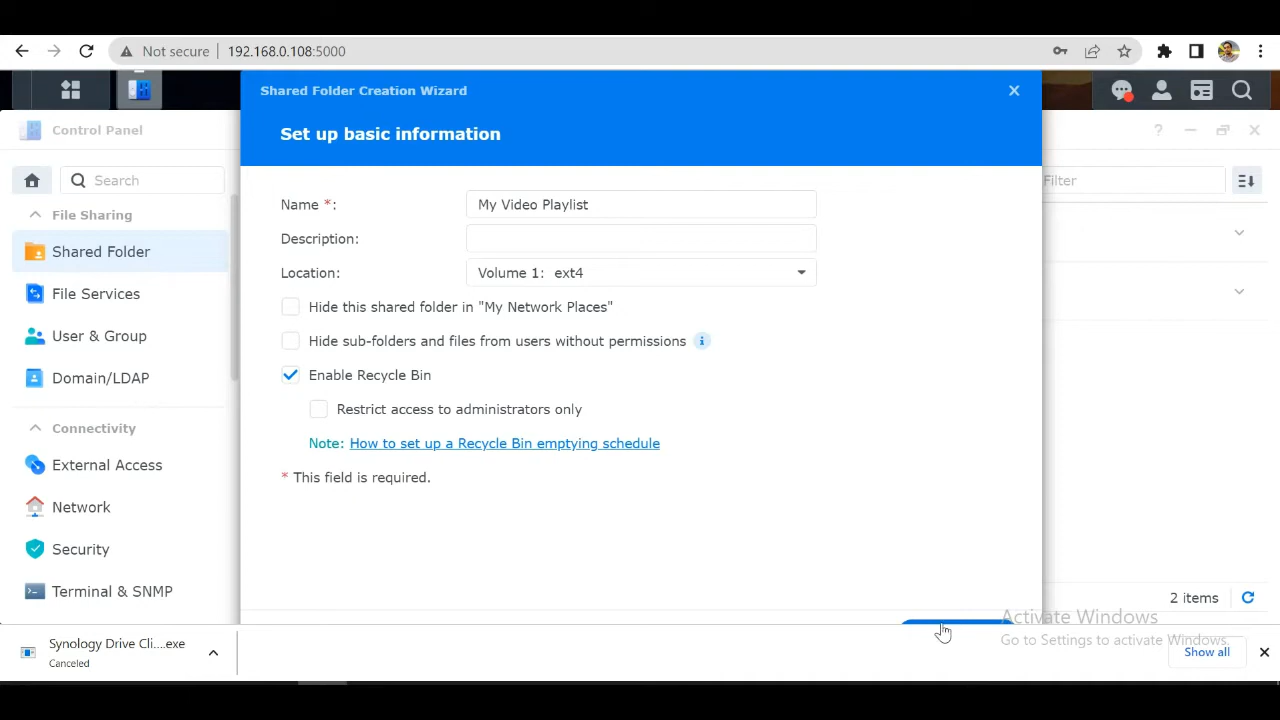 Not secure 192.168.0.108:5000
Shared Folder Creation Wizard
Control Panel
Set up basic information
Search
Filter
File Sharing
Shared Folder
File Services
User & Group
Domain/LDAP
Connectivity
External Access
Network
Security
Terminal & SNMP
Name *: My Video Playlist
Description:
Location: Volume 1: ext4
Hide this shared folder in "My Network Places"
Hide sub-folders and files from users without permissions
Enable Recycle Bin
Restrict access to administrators only
Note: How to set up a Recycle Bin emptying schedule
* This field is required.
2 items
Activate Windows
Go to Settings to activate Windows.
Synology Drive Cli....exe
Canceled
Show all